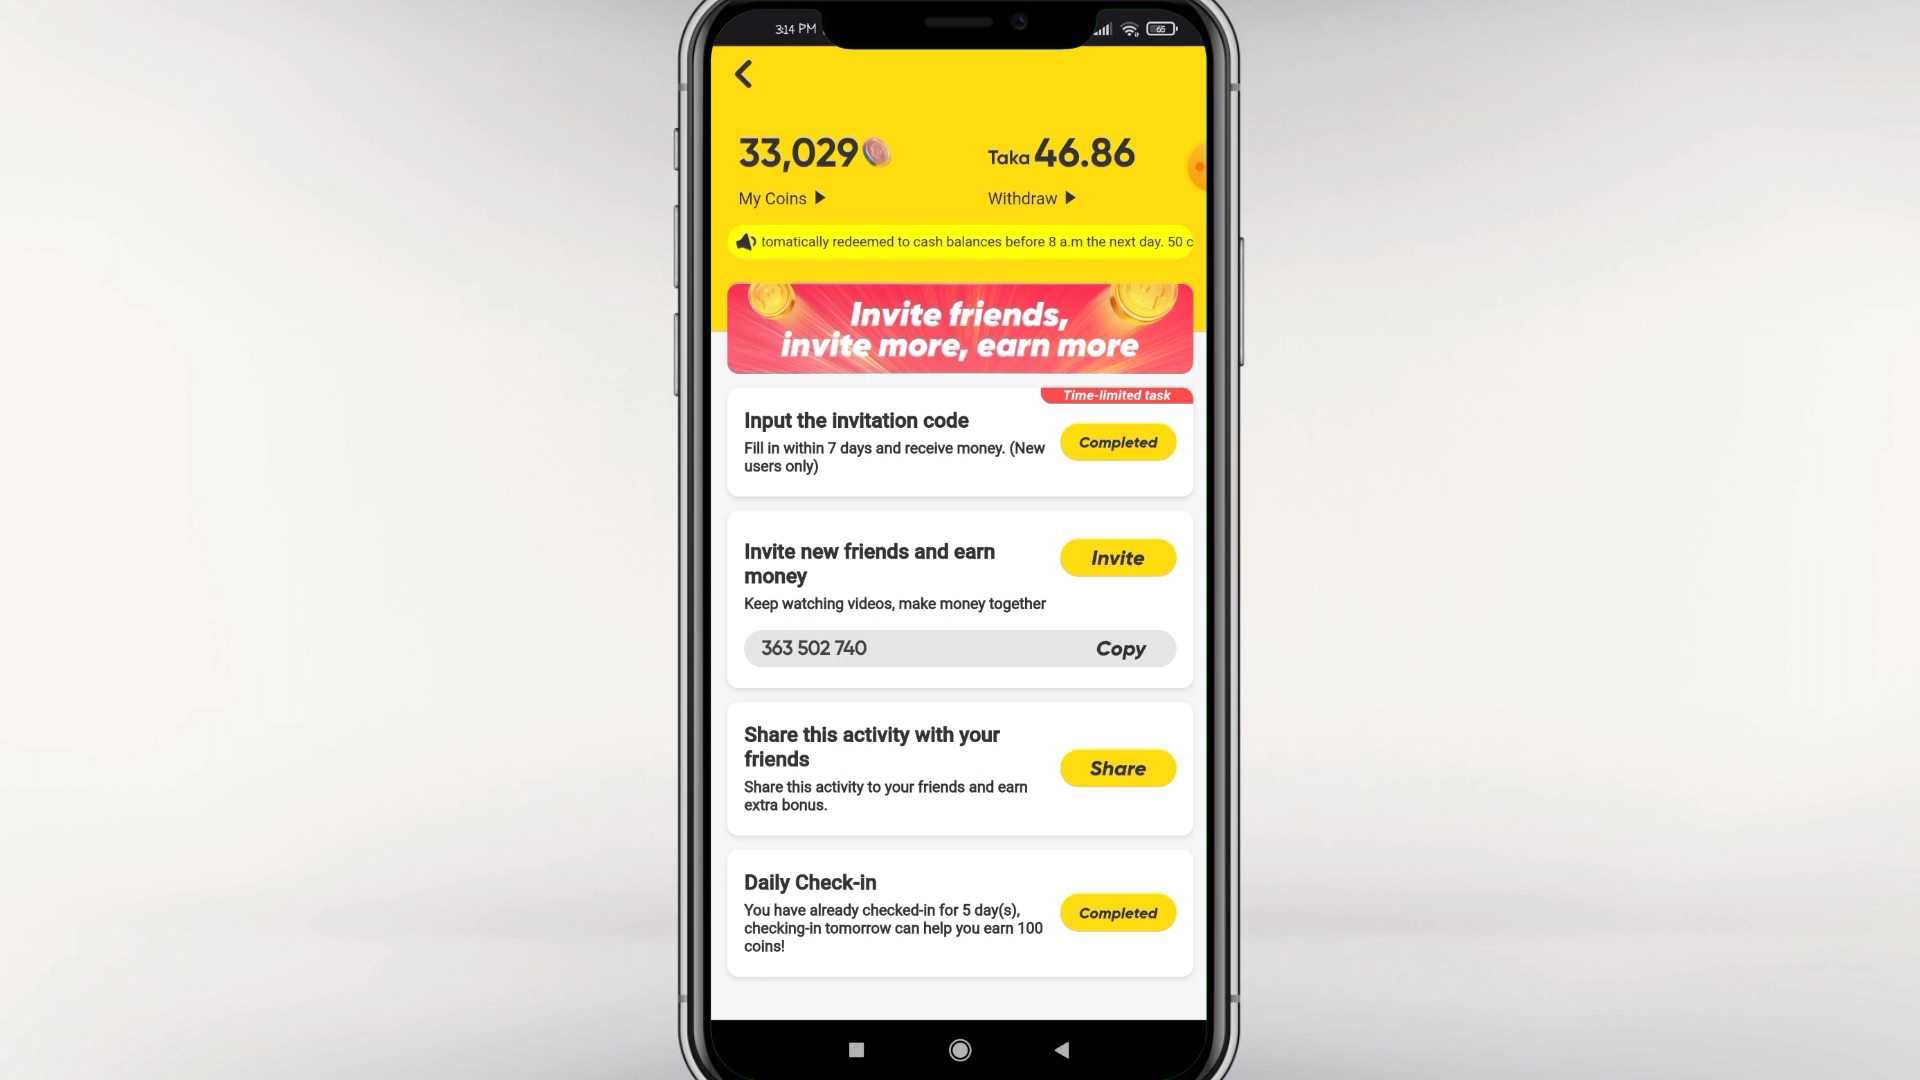 3:14 PM
65
33,029
Taka 46.86
My Coins
Withdraw
tomatically redeemed to cash balances before 8 a.m the next day. 50 c
Invite friends,
invite more, earn more
Time-limited task
Input the invitation code
Fill in within 7 days and receive money. (New
users only)
Completed
Invite new friends and earn
money
Invite
Keep watching videos, make money together
363 502 740
Copy
Share this activity with your
friends
Share
Share this activity to your friends and earn
extra bonus.
Daily Check-in
You have already checked-in for 5 day(s),
checking-in tomorrow can help you earn 100
coins!
Completed